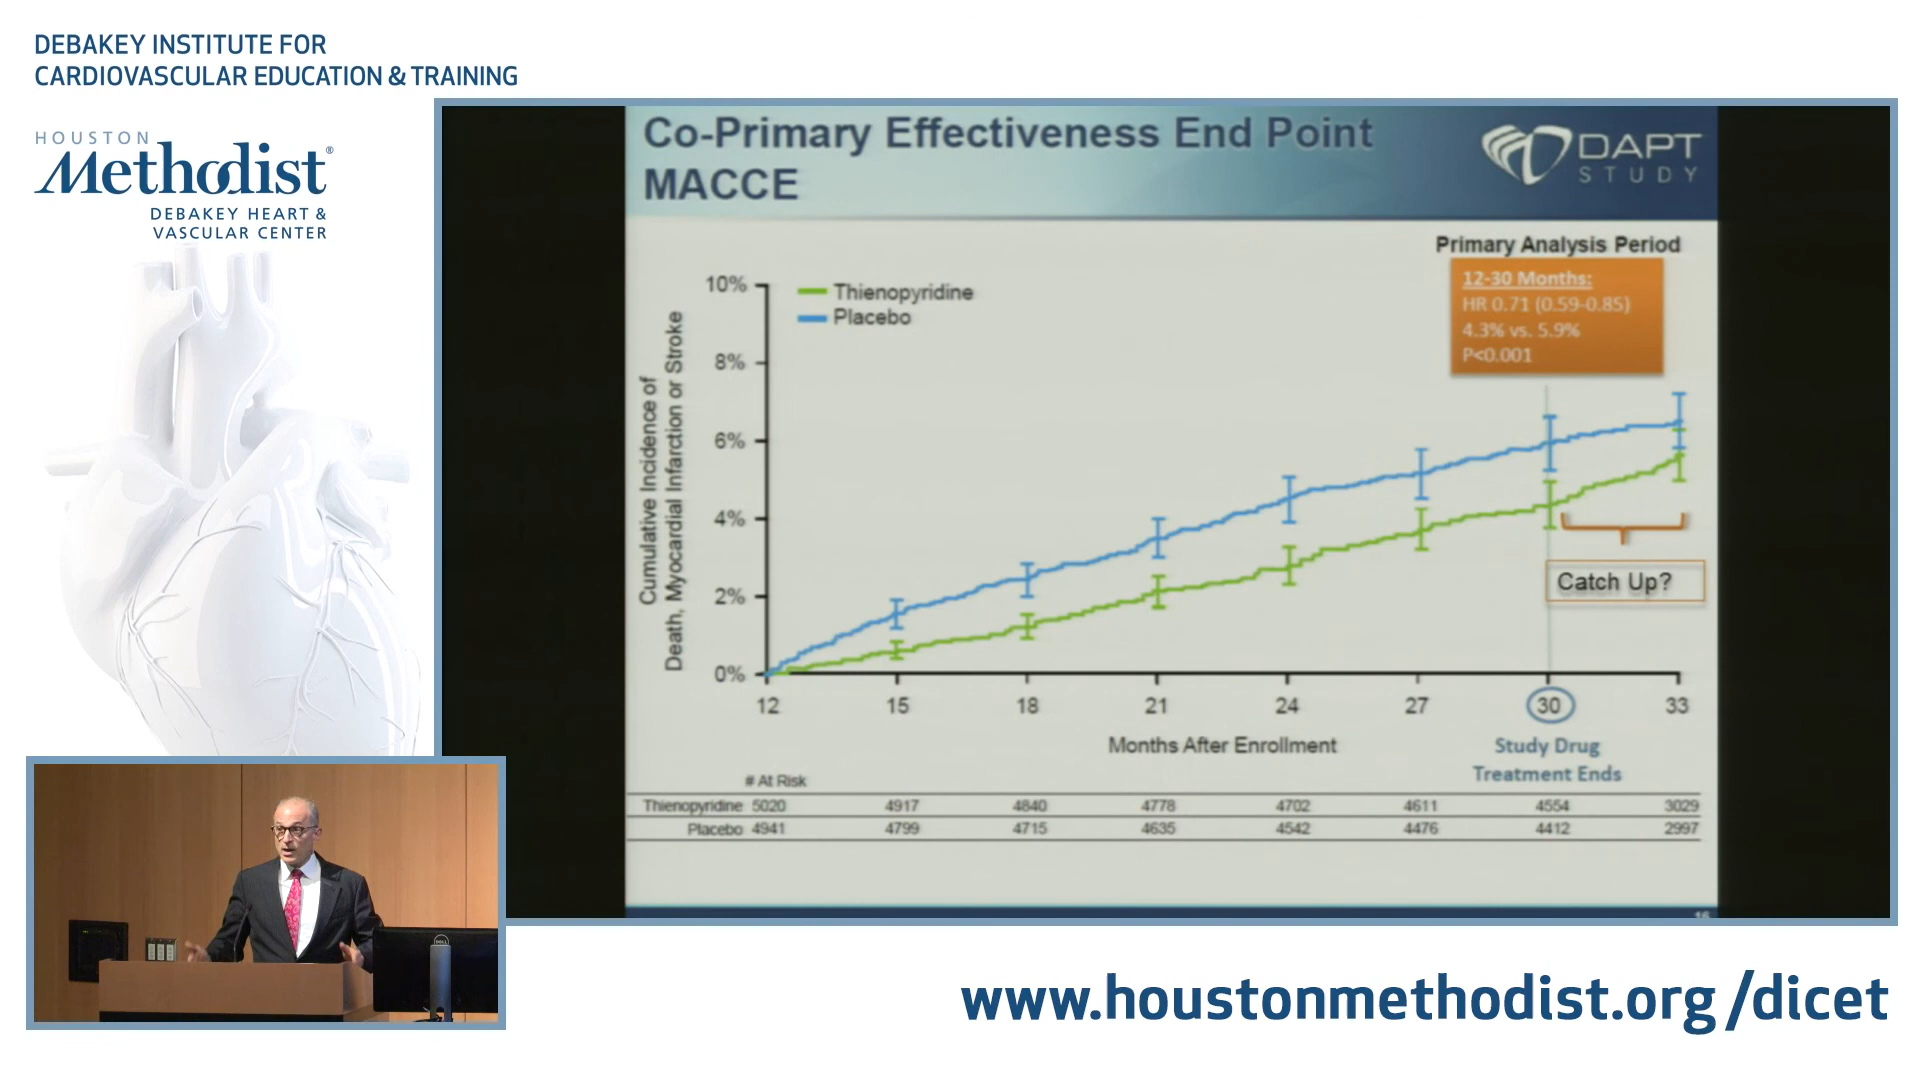 DEBAKEY INSTITUTE FOR
CARDIOVASCULAR EDUCATION & TRAINING
HOUSTON
Methodist®
DEBAKEY HEART &
VASCULAR CENTER
Co-Primary Effectiveness End Point
MACCE
DAPT
STUDY
Primary Analysis Period
12-30 Months:
HR 0.71 (0.59-0.85)
4.3% vs. 5.9%
P<0.001
Thienopyridine
Placebo
Cumulative Incidence of
Death, Myocardial Infarction or Stroke
10%
8%
6%
4%
2%
0%
Catch Up?
12 15 18 21 24 27 30 33
Months After Enrollment
Study Drug
Treatment Ends
# At Risk
Thienopyridine 5020 4917 4840 4778 4702 4611 4554 3029
Placebo 4941 4799 4715 4635 4542 4476 4412 2997
16
DELL
www.houstonmethodist.org/dicet